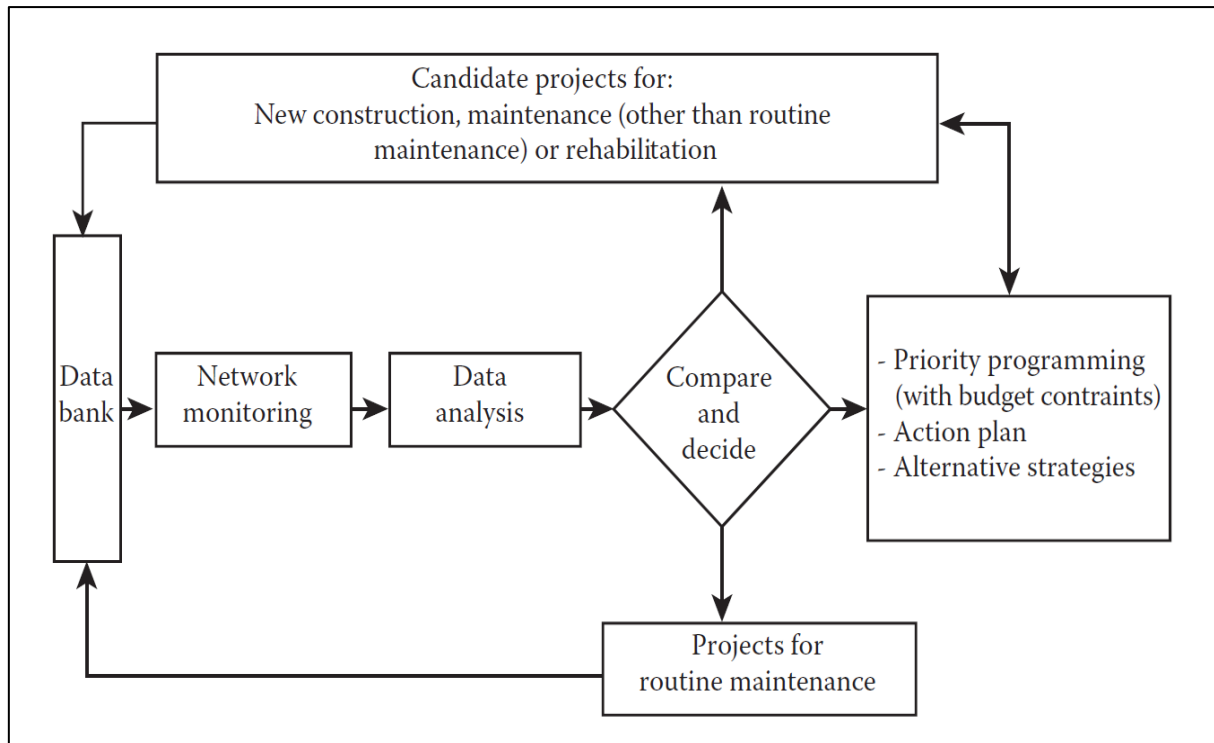 Candidate projects for:
New construction, maintenance (other than routine
maintenance) or rehabilitation
Data
bank
Network
monitoring
Data
analysis
Compare
and
decide
- Priority programming
(with budget contraints)
- Action plan
- Alternative strategies
Projects for
routine maintenance